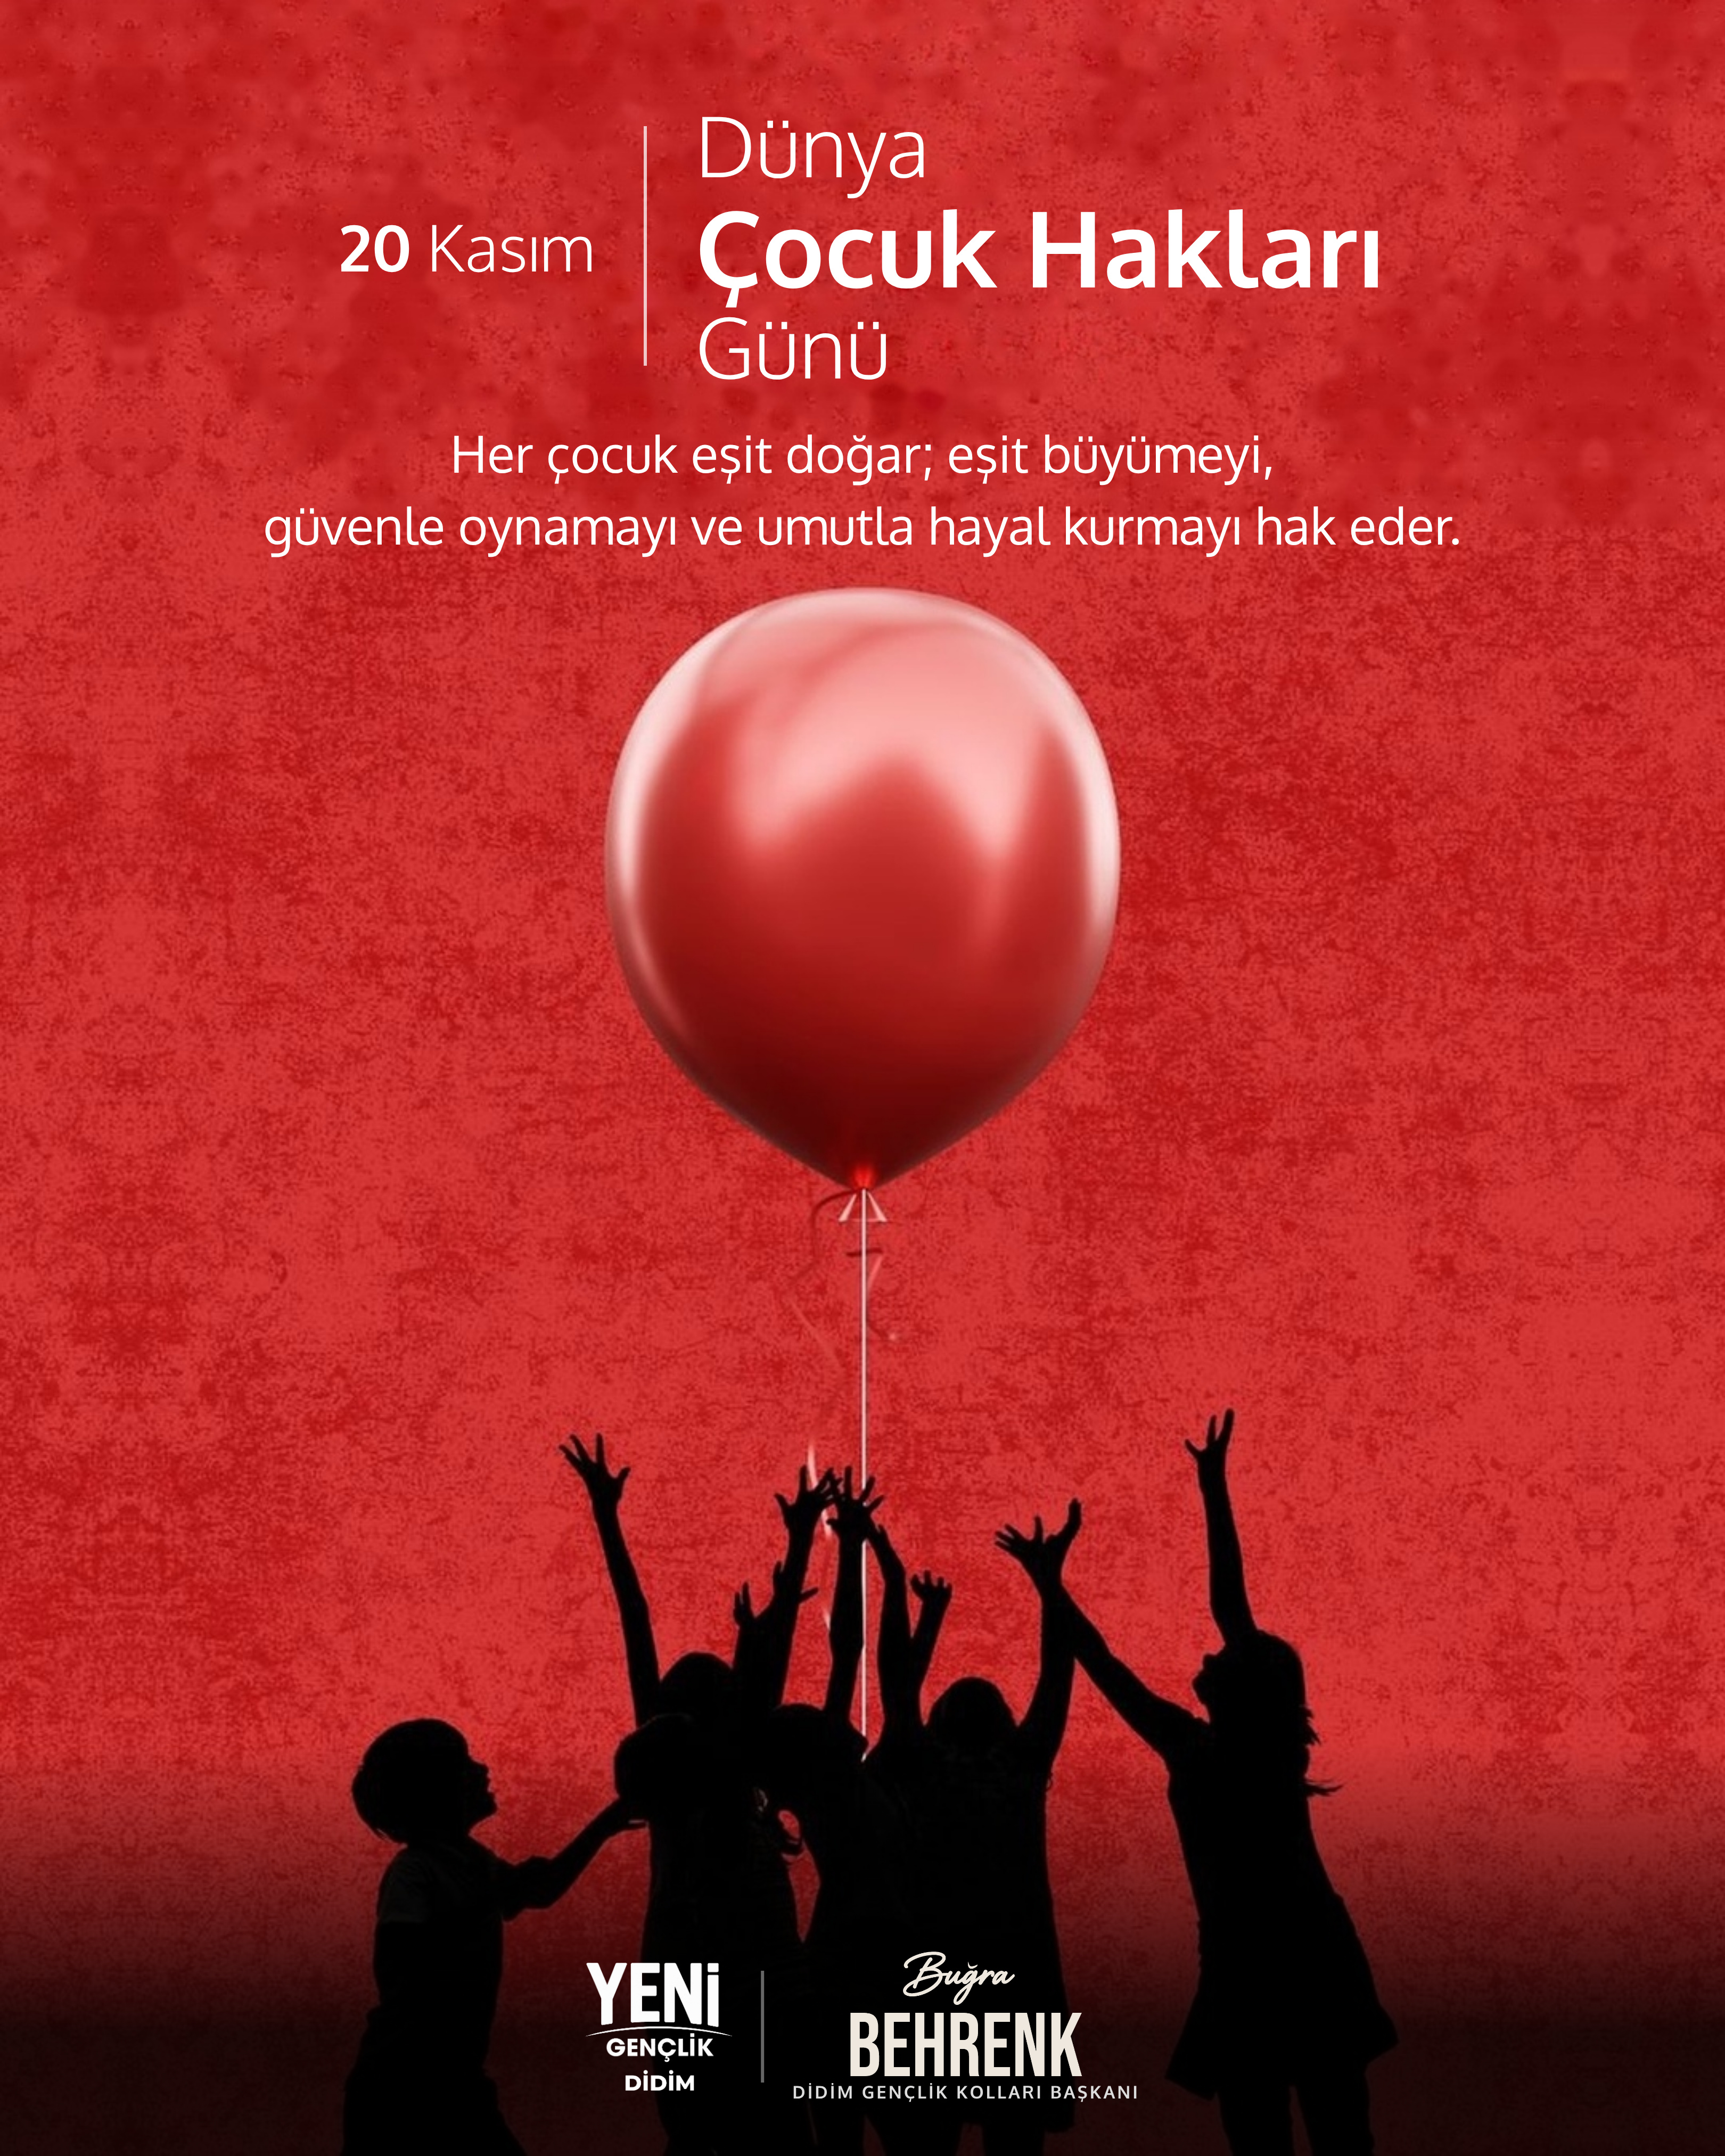 20 Kasım
Dünya
Çocuk Hakları
Günü
Her çocuk eşit doğar; eşit büyümeyi,
güvenle oynamayı ve umutla hayal kurmayı hak eder.
YENİ
GENÇLİK
DİDİM
Buğra
BEHRENK
DİDİM GENÇLİK KOLLARI BAŞKANI